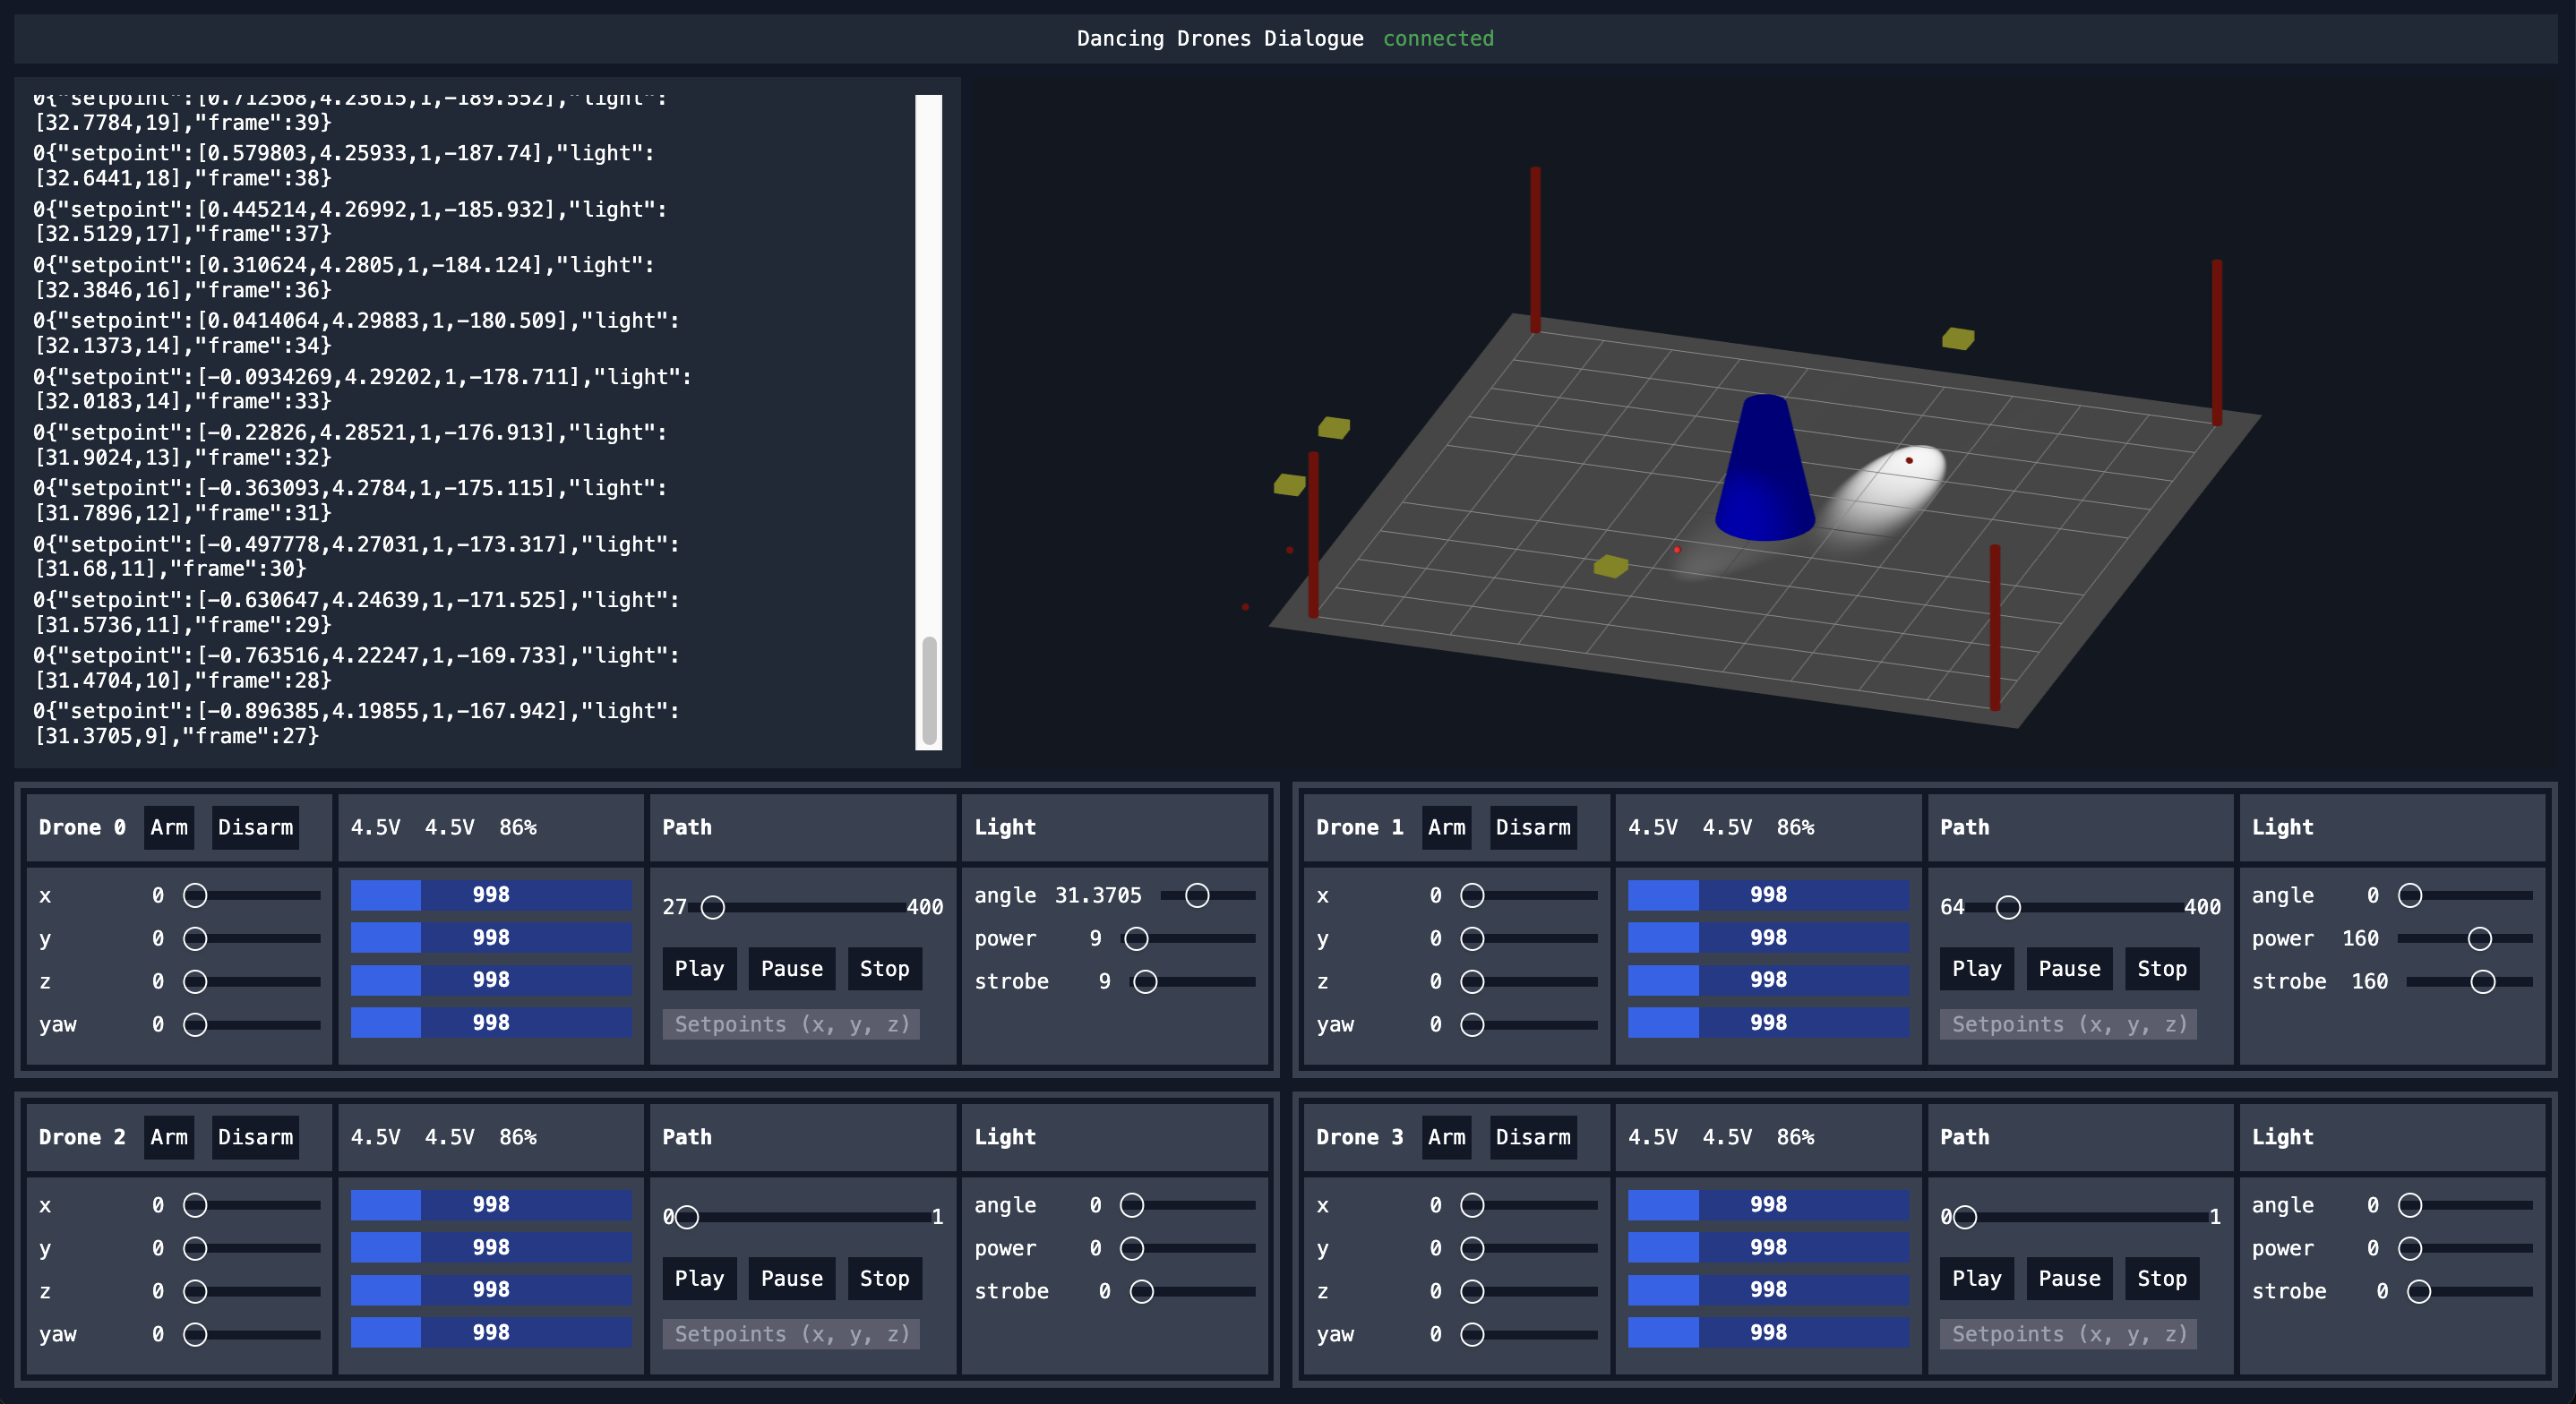 Dancing Drones Dialogue connected
0{"setpoint":[0.712568,4.23615,1,-189.552],"light":
[32.7784,19],"frame":39}
0{"setpoint":[0.579803,4.25933,1,-187.74],"light":
[32.6441,18],"frame":38}
0{"setpoint":[0.445214,4.26992,1,-185.932],"light":
[32.5129,17],"frame":37}
0{"setpoint":[0.310624,4.2805,1,-184.124],"light":
[32.3846,16],"frame":36}
0{"setpoint":[0.0414064,4.29883,1,-180.509],"light":
[32.1373,14],"frame":34}
0{"setpoint":[-0.0934269,4.29202,1,-178.711],"light":
[32.0183,14],"frame":33}
0{"setpoint":[-0.22826,4.28521,1,-176.913],"light":
[31.9024,13],"frame":32}
0{"setpoint":[-0.363093,4.2784,1,-175.115],"light":
[31.7896,12],"frame":31}
0{"setpoint":[-0.497778,4.27031,1,-173.317],"light":
[31.68,11],"frame":30}
0{"setpoint":[-0.630647,4.24639,1,-171.525],"light":
[31.5736,11],"frame":29}
0{"setpoint":[-0.763516,4.22247,1,-169.733],"light":
[31.4704,10],"frame":28}
0{"setpoint":[-0.896385,4.19855,1,-167.942],"light":
[31.3705,9],"frame":27}
Drone 0 Arm Disarm
x 0
y 0
z 0
yaw 0
4.5V 4.5V 86%
998
998
998
998
Path
27 400
Play Pause Stop
Setpoints (x, y, z)
Light
angle 31.3705
power 9
strobe 9
Drone 1 Arm Disarm
x 0
y 0
z 0
yaw 0
4.5V 4.5V 86%
998
998
998
998
Path
64 400
Play Pause Stop
Setpoints (x, y, z)
Light
angle 0
power 160
strobe 160
Drone 2 Arm Disarm
x 0
y 0
z 0
yaw 0
4.5V 4.5V 86%
998
998
998
998
Path
0 1
Play Pause Stop
Setpoints (x, y, z)
Light
angle 0
power 0
strobe 0
Drone 3 Arm Disarm
x 0
y 0
z 0
yaw 0
4.5V 4.5V 86%
998
998
998
998
Path
0 1
Play Pause Stop
Setpoints (x, y, z)
Light
angle 0
power 0
strobe 0